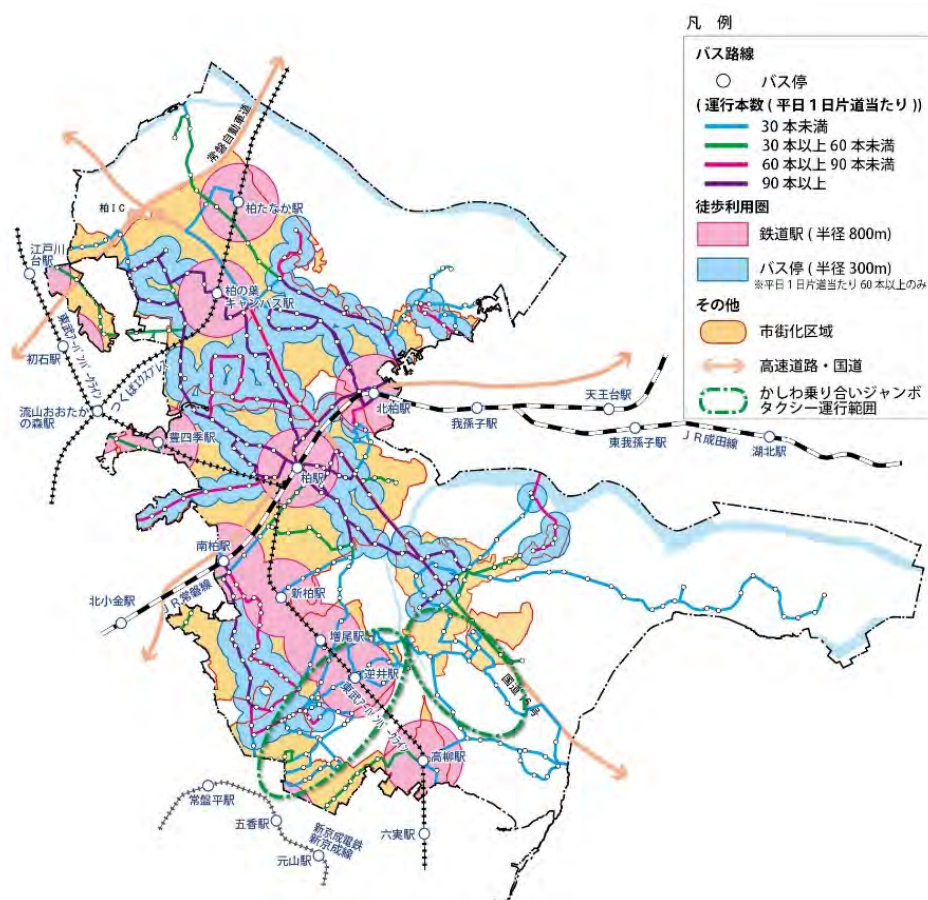 凡 例
バス路線
バス停
(運行本数(平日1日片道当たり))
30本未満
30本以上60本未満
60本以上90本未満
90本以上
徒歩利用圏
鉄道駅(半径800m)
バス停(半径300m)
※平日1日片道当たり60本以上のみ
その他
市街化区域
高速道路・国道
かしわ乗り合いジャンボ
タクシー運行範囲
常磐自動車道
柏IC
柏たなか駅
江戸川
台駅
柏の葉
キャンパス駅
東武アーバンパークライン
初石駅
つくばエクスプレス
流山おおたか
の森駅
豊四季駅
北柏駅
我孫子駅
天王台駅
東我孫子駅
JR成田線
湖北駅
柏駅
南柏駅
JR常磐線
北小金駅
新柏駅
増尾駅
逆井駅
東武アーバンパークライン
国道16号
高柳駅
常盤平駅
五香駅
新京成電鉄
新京成線
元山駅
六実駅